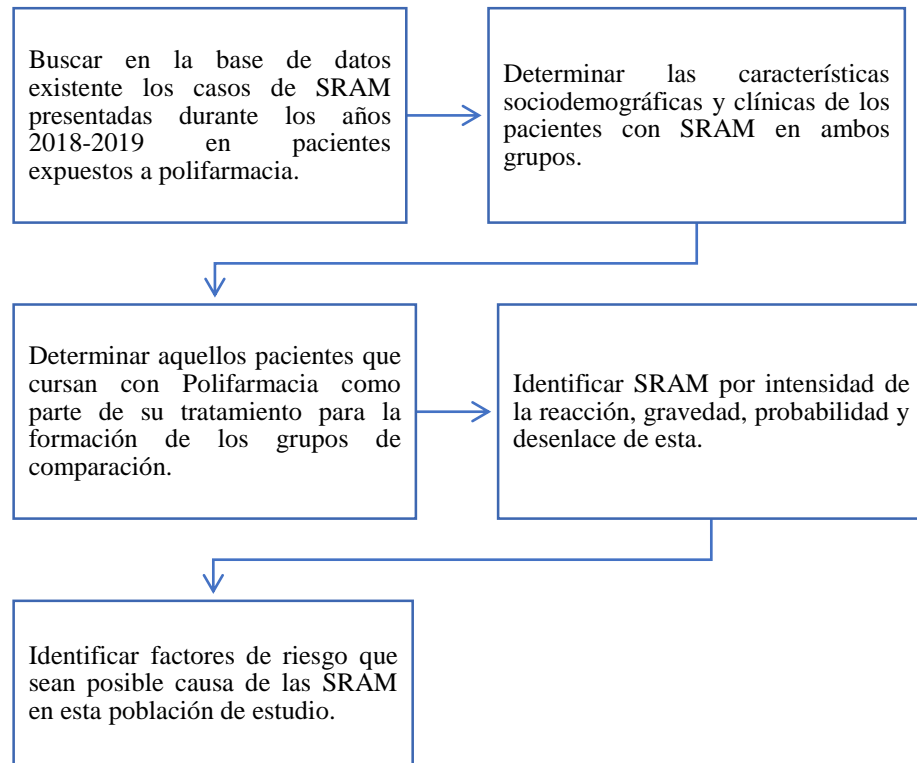 Buscar en la base de datos
existente los casos de SRAM
presentadas durante los años
2018-2019 en pacientes
expuestos a polifarmacia.
Determinar las características
sociodemográficas y clínicas de los
pacientes con SRAM en ambos
grupos.
Determinar aquellos pacientes que
cursan con Polifarmacia como
parte de su tratamiento para la
formación de los grupos de
comparación.
Identificar SRAM por intensidad de
la reacción, gravedad, probabilidad y
desenlace de esta.
Identificar factores de riesgo que
sean posible causa de las SRAM
en esta población de estudio.